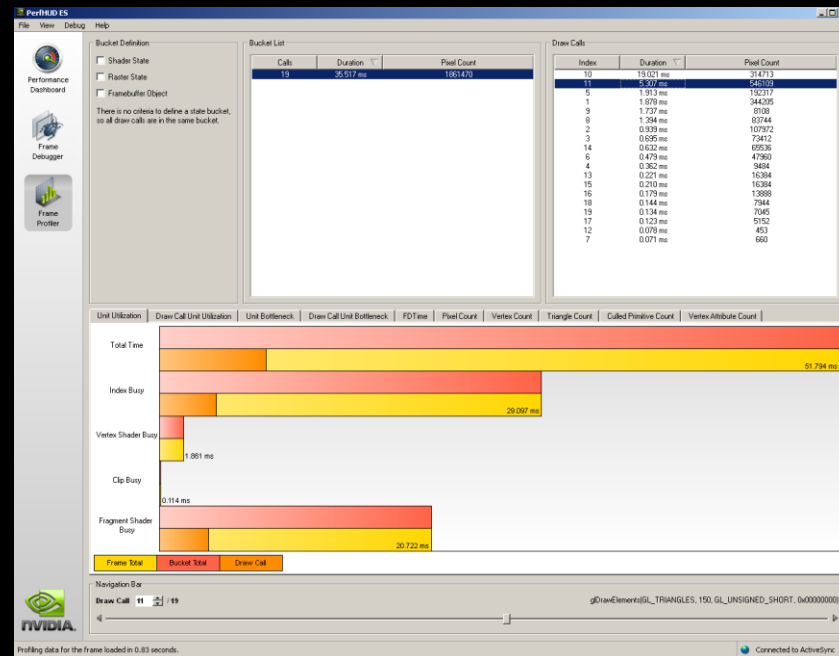 PerfHUD ES
File View Debug Help
Performance
Dashboard
Frame
Debugger
Frame
Profiler
Bucket Definition
Shader State
Raster State
Framebuffer Object
There is no criteria to define a state bucket,
so all draw calls are in the same bucket.
Bucket List
Calls Duration Pixel Count
19 35.517 ms 1861470
Draw Calls
Index Duration Pixel Count
10 19.021 ms 314713
11 5.307 ms 546109
5 1.913 ms 192317
1 1.878 ms 344205
9 1.737 ms 8108
8 1.394 ms 83744
2 0.939 ms 107972
3 0.695 ms 73412
14 0.632 ms 65536
6 0.479 ms 47960
4 0.362 ms 9484
13 0.221 ms 16384
15 0.210 ms 16384
16 0.179 ms 13888
18 0.144 ms 7944
19 0.134 ms 7045
17 0.123 ms 5152
12 0.078 ms 453
7 0.071 ms 660
Unit Utilization Draw Call Unit Utilization Unit Bottleneck Draw Call Unit Bottleneck FDTime Pixel Count Vertex Count Triangle Count Culled Primitive Count Vertex Attribute Count
Total Time
51.794 ms
Index Busy
29.097 ms
Vertex Shader Busy
1.861 ms
Clip Busy
0.114 ms
Fragment Shader
Busy
20.722 ms
Frame Total Bucket Total Draw Call
Navigation Bar
Draw Call 11 / 19
glDrawElements(GL_TRIANGLES, 150, GL_UNSIGNED_SHORT, 0x00000000)
NVIDIA.
Profiling data for the frame loaded in 0.83 seconds.
Connected to ActiveSync